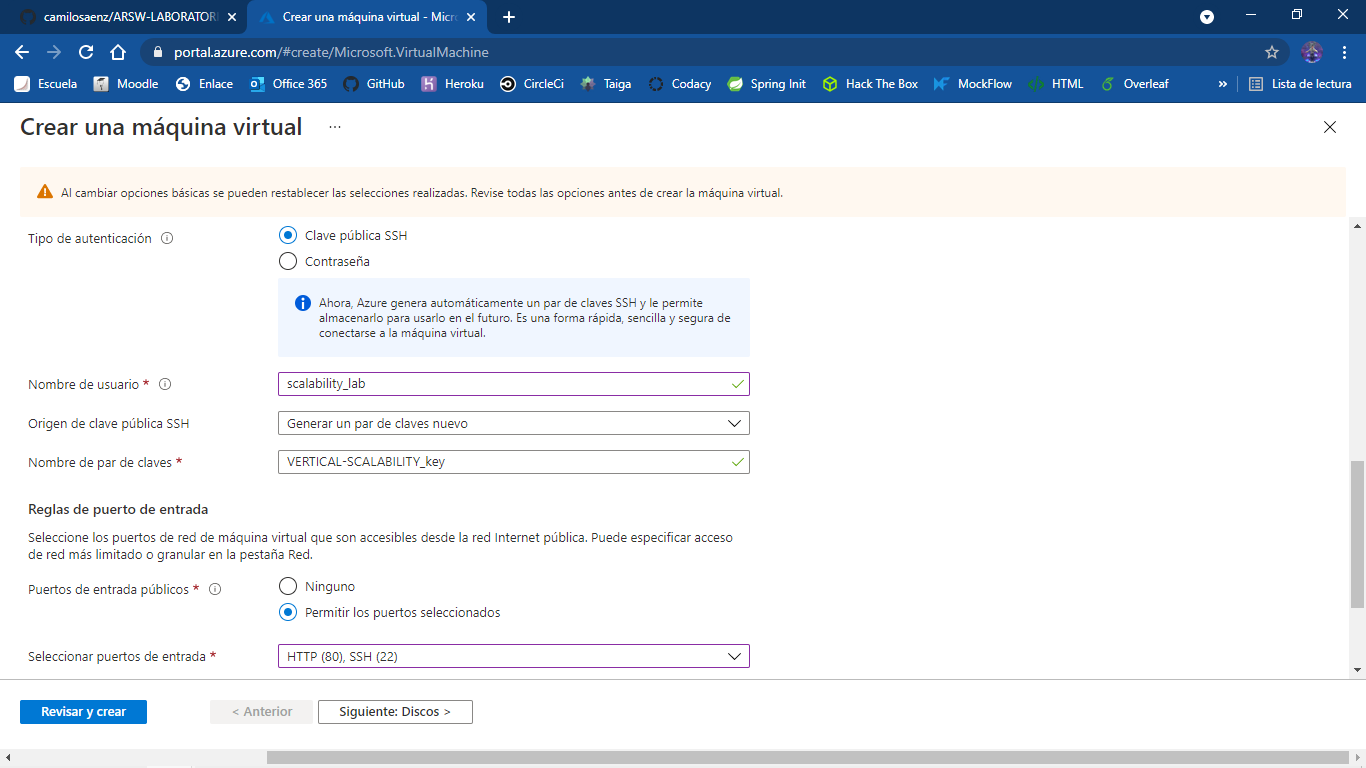 camilosaenz/ARSW-LABORATORI
Crear una máquina virtual - Micro
portal.azure.com/#create/Microsoft.VirtualMachine
Escuela Moodle Enlace Office 365 GitHub Heroku CircleCi Taiga Codacy Spring Init Hack The Box MockFlow HTML Overleaf » Lista de lectura
Crear una máquina virtual ...
Al cambiar opciones básicas se pueden restablecer las selecciones realizadas. Revise todas las opciones antes de crear la máquina virtual.
Tipo de autenticación
Clave pública SSH
Contraseña
Ahora, Azure genera automáticamente un par de claves SSH y le permite
almacenarlo para usarlo en el futuro. Es una forma rápida, sencilla y segura de
conectarse a la máquina virtual.
Nombre de usuario *
scalability_lab
Origen de clave pública SSH
Generar un par de claves nuevo
Nombre de par de claves *
VERTICAL-SCALABILITY_key
Reglas de puerto de entrada
Seleccione los puertos de red de máquina virtual que son accesibles desde la red Internet pública. Puede especificar acceso
de red más limitado o granular en la pestaña Red.
Puertos de entrada públicos *
Ninguno
Permitir los puertos seleccionados
Seleccionar puertos de entrada *
HTTP (80), SSH (22)
Revisar y crear
< Anterior
Siguiente: Discos >